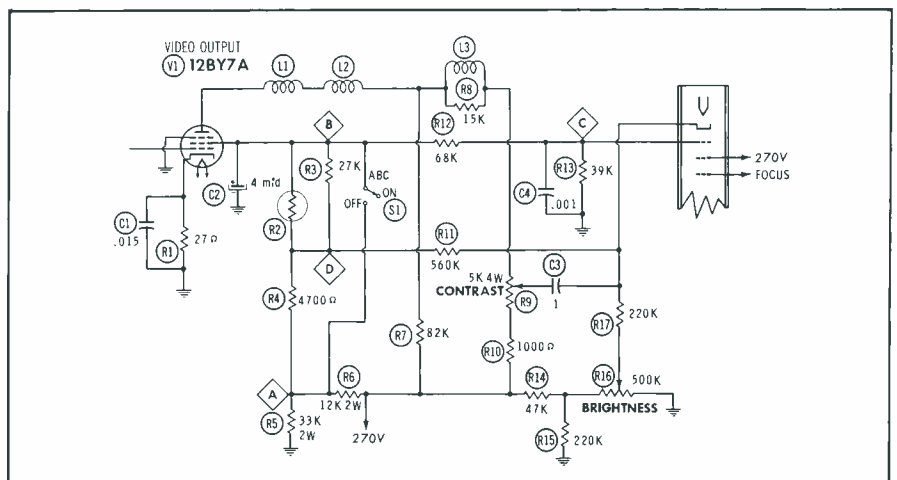 VIDEO OUTPUT
V1 12BY7A
L1
L2
L3
R8
15K
R12
68K
B
C
R3
27K
ABC
ON
OFF
S1
C2
4 mfd
R2
C1
.015
R1
27Ω
C4
.001
R13
39K
270V
FOCUS
D
R11
560K
R4
4700Ω
5K 4W
CONTRAST
R9
C3
1
R7
82K
R10
1000Ω
R17
220K
A
R6
12K 2W
270V
R5
33K
2W
R14
47K
R16
500K
BRIGHTNESS
R15
220K